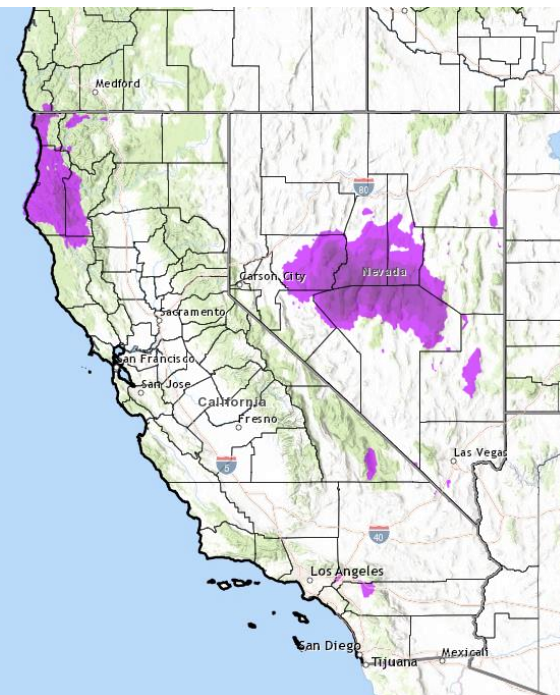 Medford
80
Nevada
Carson City
Sacramento
San Francisco
San Jose
California
Fresno
5
Las Vegas
40
Los Angeles
San Diego
Tijuana
Mexicali